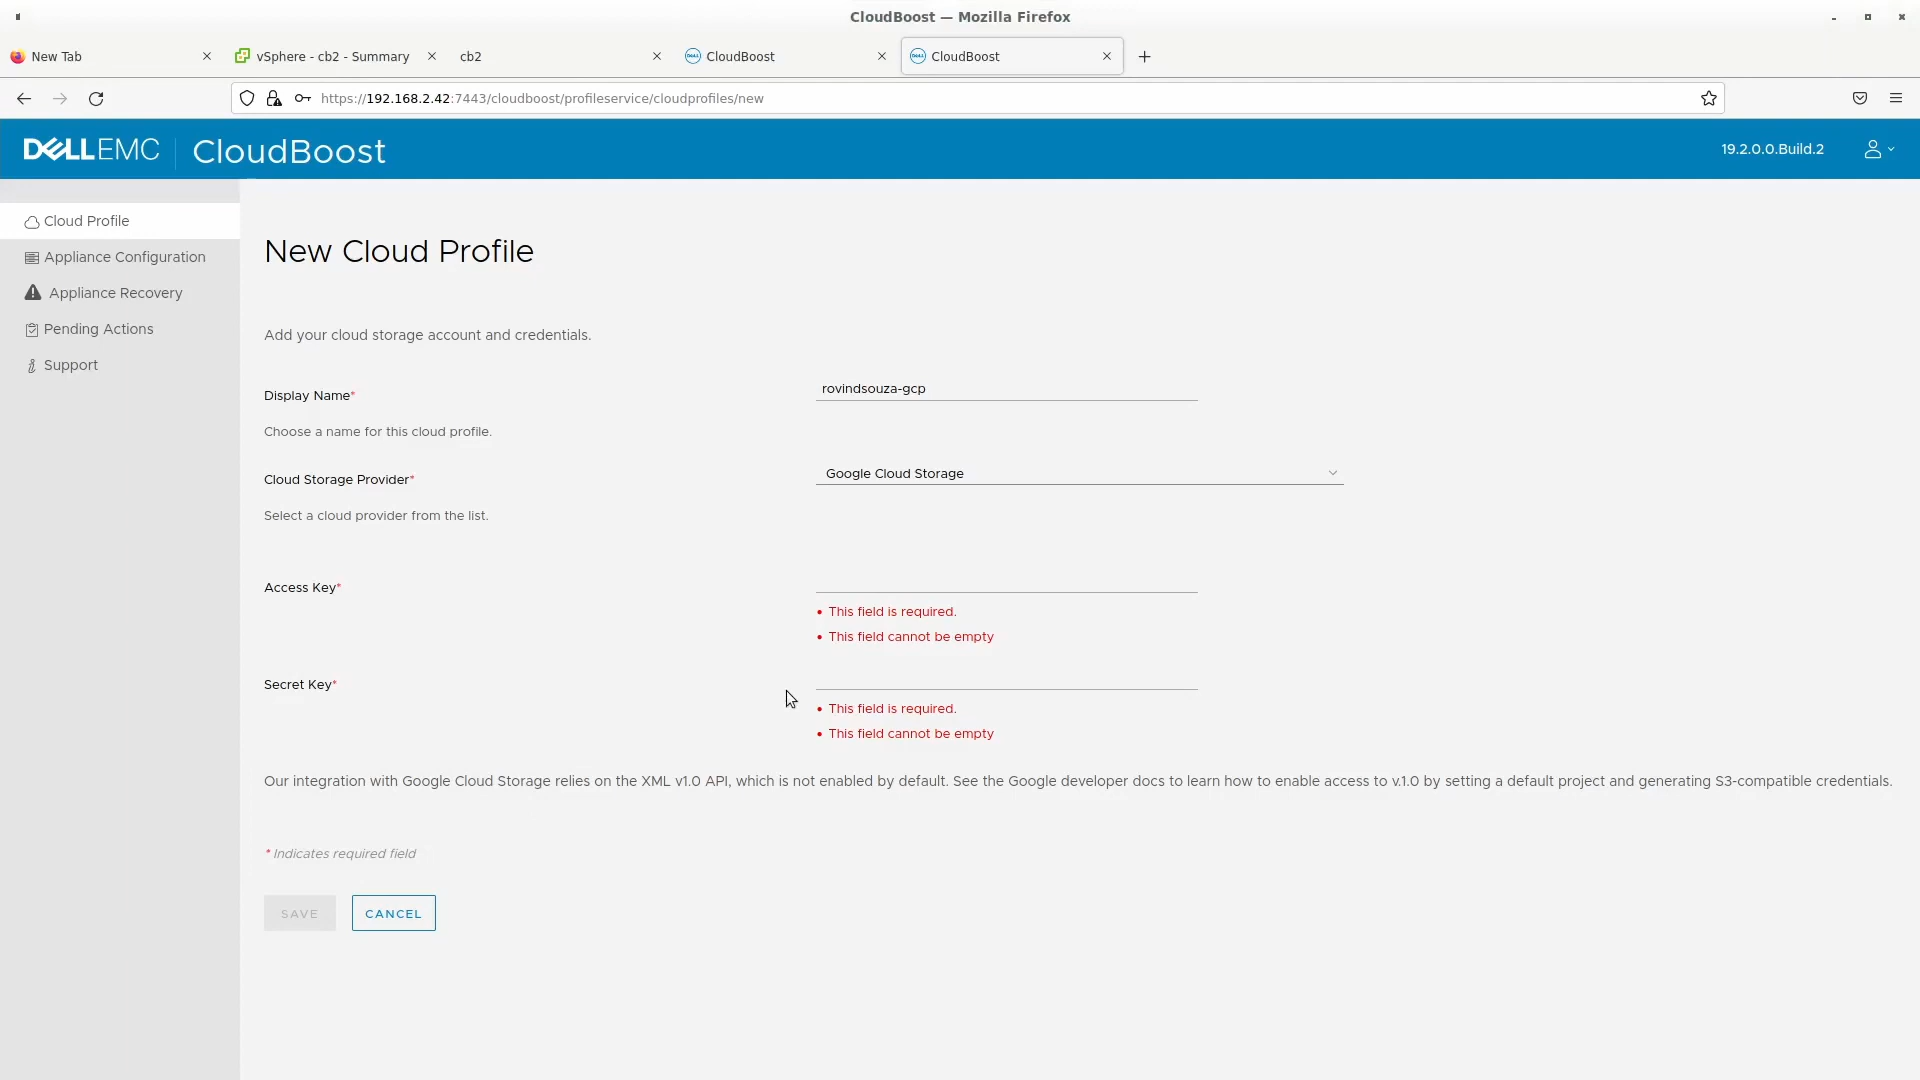 CloudBoost — Mozilla Firefox
New Tab
vSphere - cb2 - Summary
cb2
CloudBoost
CloudBoost
https://192.168.2.42:7443/cloudboost/profileservice/cloudprofiles/new
DELLEMC
CloudBoost
19.2.0.0.Build.2
Cloud Profile
Appliance Configuration
Appliance Recovery
Pending Actions
Support
New Cloud Profile
Add your cloud storage account and credentials.
Display Name*
rovindsouza-gcp
Choose a name for this cloud profile.
Cloud Storage Provider*
Google Cloud Storage
Select a cloud provider from the list.
Access Key*
• This field is required.
• This field cannot be empty
Secret Key*
• This field is required.
• This field cannot be empty
Our integration with Google Cloud Storage relies on the XML v1.0 API, which is not enabled by default. See the Google developer docs to learn how to enable access to v.1.0 by setting a default project and generating S3-compatible credentials.
* Indicates required field
SAVE
CANCEL